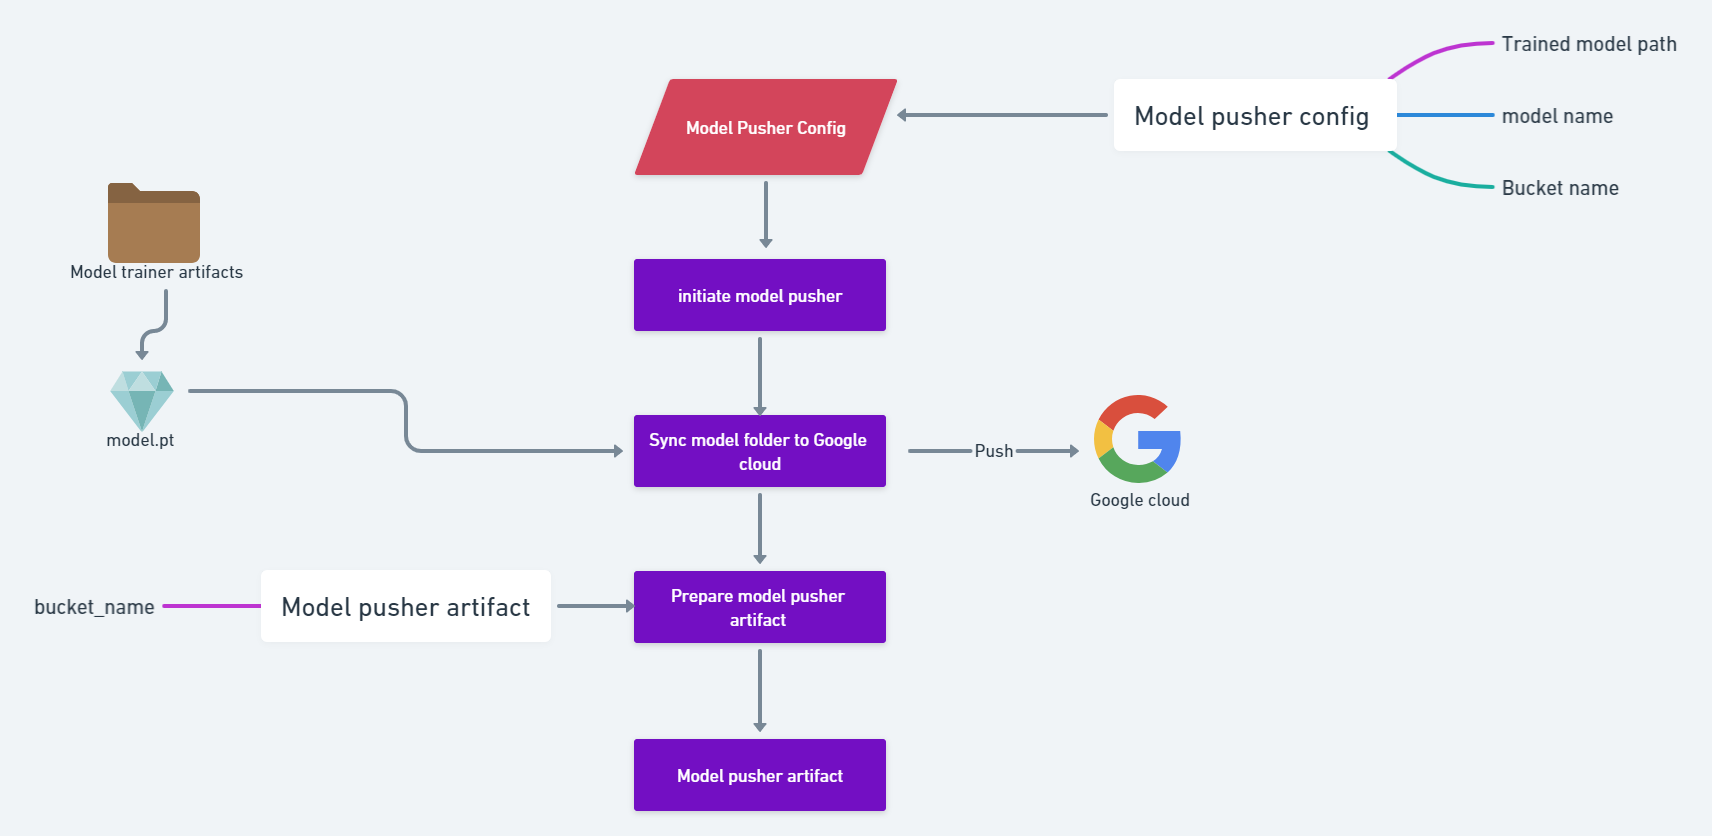 Trained model path
Model Pusher Config
Model pusher config
model name
Bucket name
Model trainer artifacts
initiate model pusher
model.pt
Sync model folder to Google
cloud
Push
Google cloud
bucket_name
Model pusher artifact
Prepare model pusher
artifact
Model pusher artifact